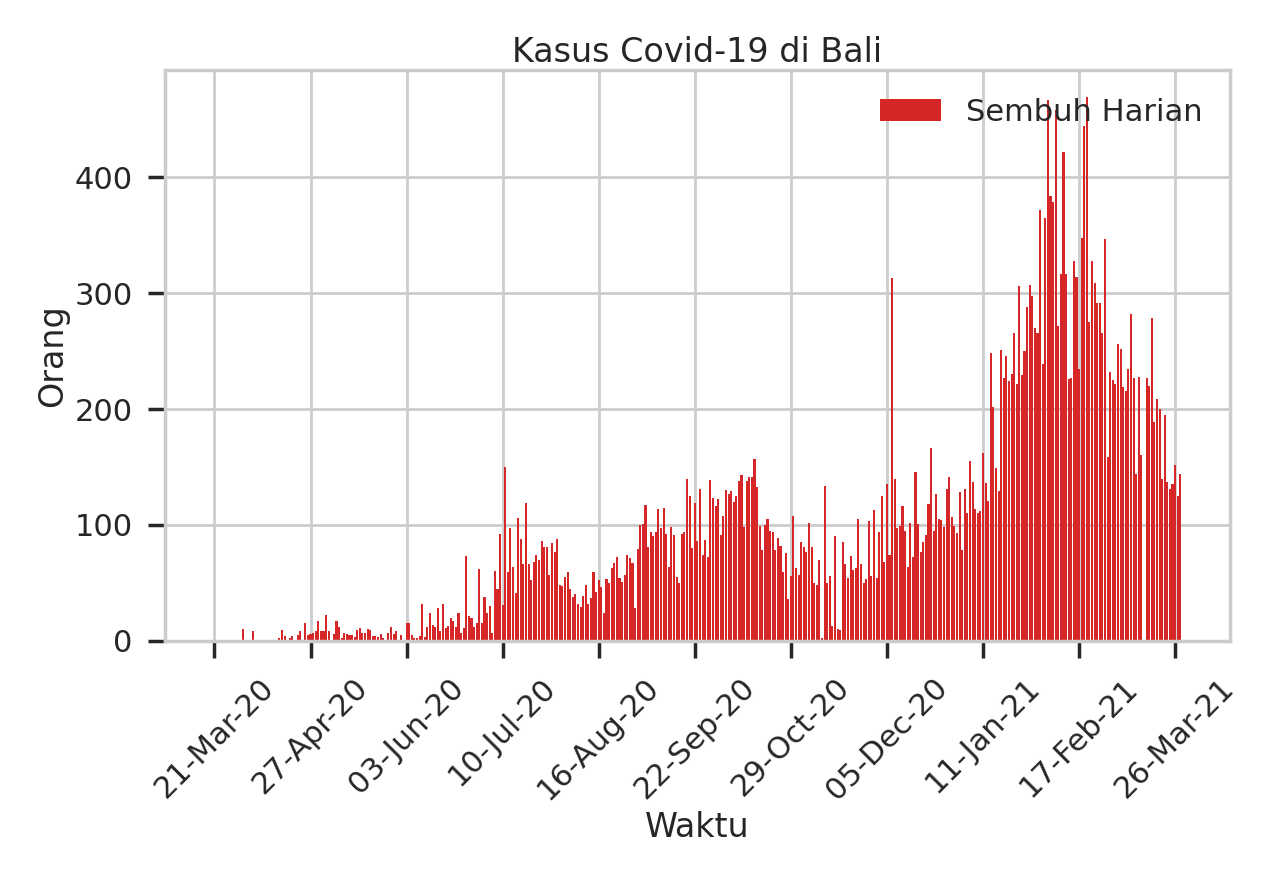 Kasus Covid-19 di Bali
Sembuh Harian
Orang
400
300
200
100
0
21-Mar-20
27-Apr-20
03-Jun-20
10-Jul-20
16-Aug-20
22-Sep-20
29-Oct-20
05-Dec-20
11-Jan-21
17-Feb-21
26-Mar-21
Waktu